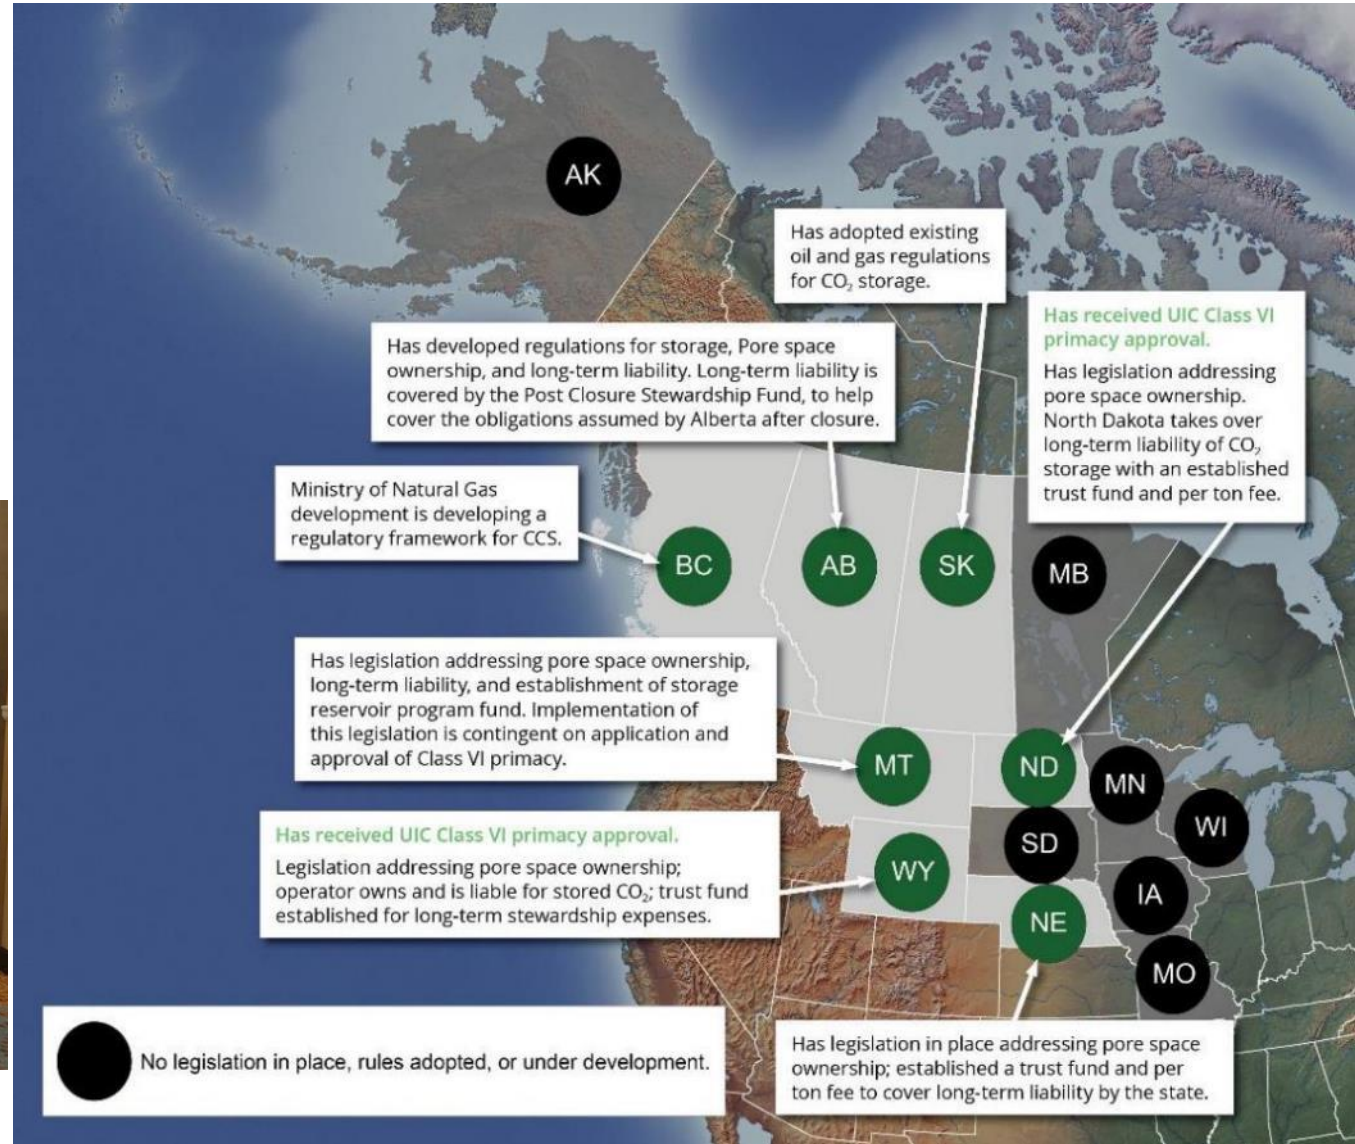 AK
Has adopted existing
oil and gas regulations
for CO₂ storage.
Has received UIC Class VI
primacy approval.
Has legislation addressing
pore space ownership.
North Dakota takes over
long-term liability of CO₂
storage with an established
trust fund and per ton fee.
Has developed regulations for storage, Pore space
ownership, and long-term liability. Long-term liability is
covered by the Post Closure Stewardship Fund, to help
cover the obligations assumed by Alberta after closure.
Ministry of Natural Gas
development is developing a
regulatory framework for CCS.
BC
AB
SK
MB
Has legislation addressing pore space ownership,
long-term liability, and establishment of storage
reservoir program fund. Implementation of
this legislation is contingent on application and
approval of Class VI primacy.
MT
ND
MN
WI
SD
Has received UIC Class VI primacy approval.
Legislation addressing pore space ownership;
operator owns and is liable for stored CO₂; trust fund
established for long-term stewardship expenses.
WY
IA
NE
MO
No legislation in place, rules adopted, or under development.
Has legislation in place addressing pore space
ownership; established a trust fund and per
ton fee to cover long-term liability by the state.